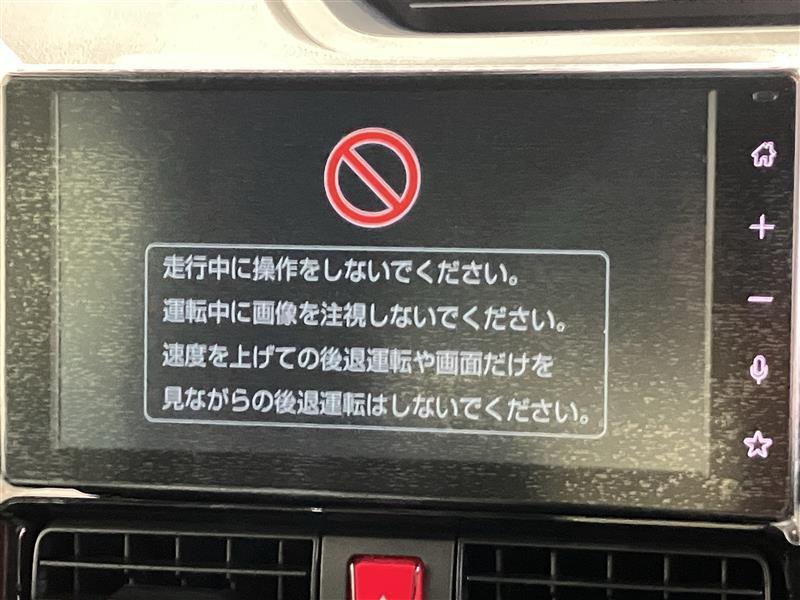 走行中に操作をしないでください。
運転中に画像を注視しないでください。
速度を上げての後退運転や画面だけを
見ながらの後退運転はしないでください。